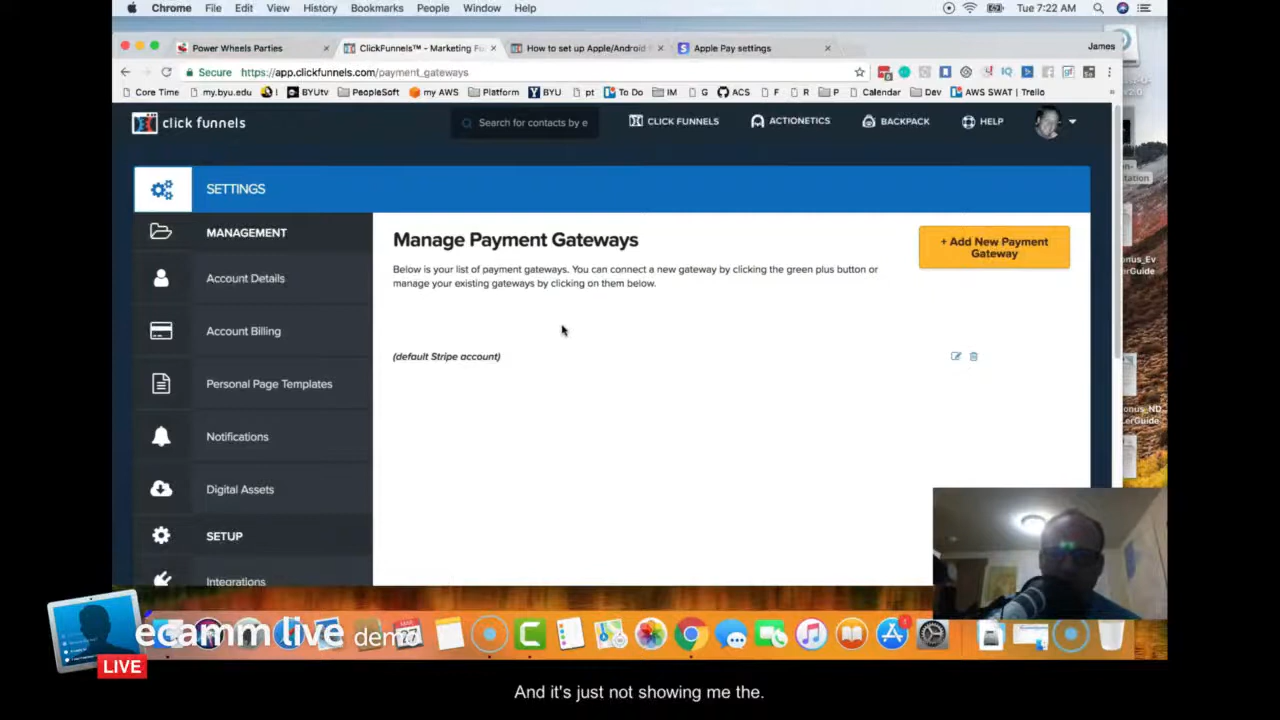 Chrome File Edit View History Bookmarks People Window Help Tue 7:22 AM
Power Wheels Parties
ClickFunnels™ - Marketing Fu
How to set up Apple/Android
Apple Pay settings
James
Secure https://app.clickfunnels.com/payment_gateways
Core Time my.byu.edu BYUtv PeopleSoft my AWS Platform BYU pt To Do IM G ACS F R P Calendar Dev AWS SWAT | Trello
click funnels
Search for contacts by e
CLICK FUNNELS
ACTIONETICS
BACKPACK
HELP
SETTINGS
MANAGEMENT
Account Details
Account Billing
Personal Page Templates
Notifications
Digital Assets
SETUP
Integrations
Manage Payment Gateways
+ Add New Payment
Gateway
Below is your list of payment gateways. You can connect a new gateway by clicking the green plus button or
manage your existing gateways by clicking on them below.
(default Stripe account)
ecamm live demo
LIVE
And it's just not showing me the.